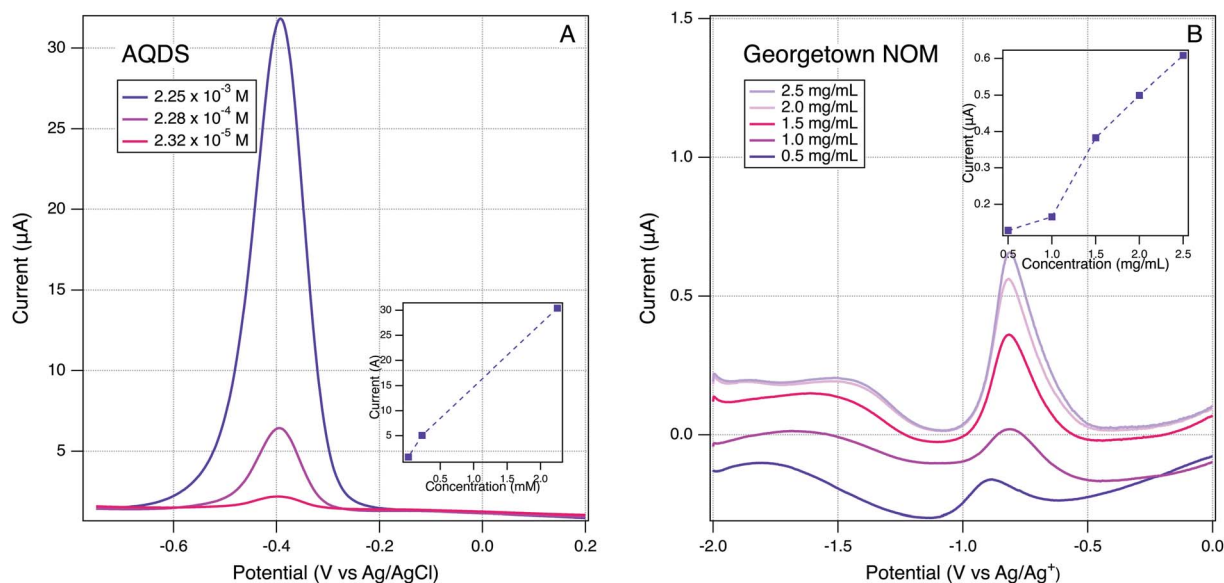 A
AQDS
2.25 x 10⁻³ M
2.28 x 10⁻⁴ M
2.32 x 10⁻⁵ M
Current (µA)
30
25
20
15
10
5
-0.6
-0.4
-0.2
0.0
0.2
Potential (V vs Ag/AgCl)
Current (A)
30
25
20
15
10
5
0.5
1.0
1.5
2.0
Concentration (mM)
B
Georgetown NOM
2.5 mg/mL
2.0 mg/mL
1.5 mg/mL
1.0 mg/mL
0.5 mg/mL
Current (µA)
1.5
1.0
0.5
0.0
-2.0
-1.5
-1.0
-0.5
0.0
Potential (V vs Ag/Ag⁺)
Current (µA)
0.6
0.5
0.4
0.3
0.2
0.5
1.0
1.5
2.0
2.5
Concentration (mg/mL)